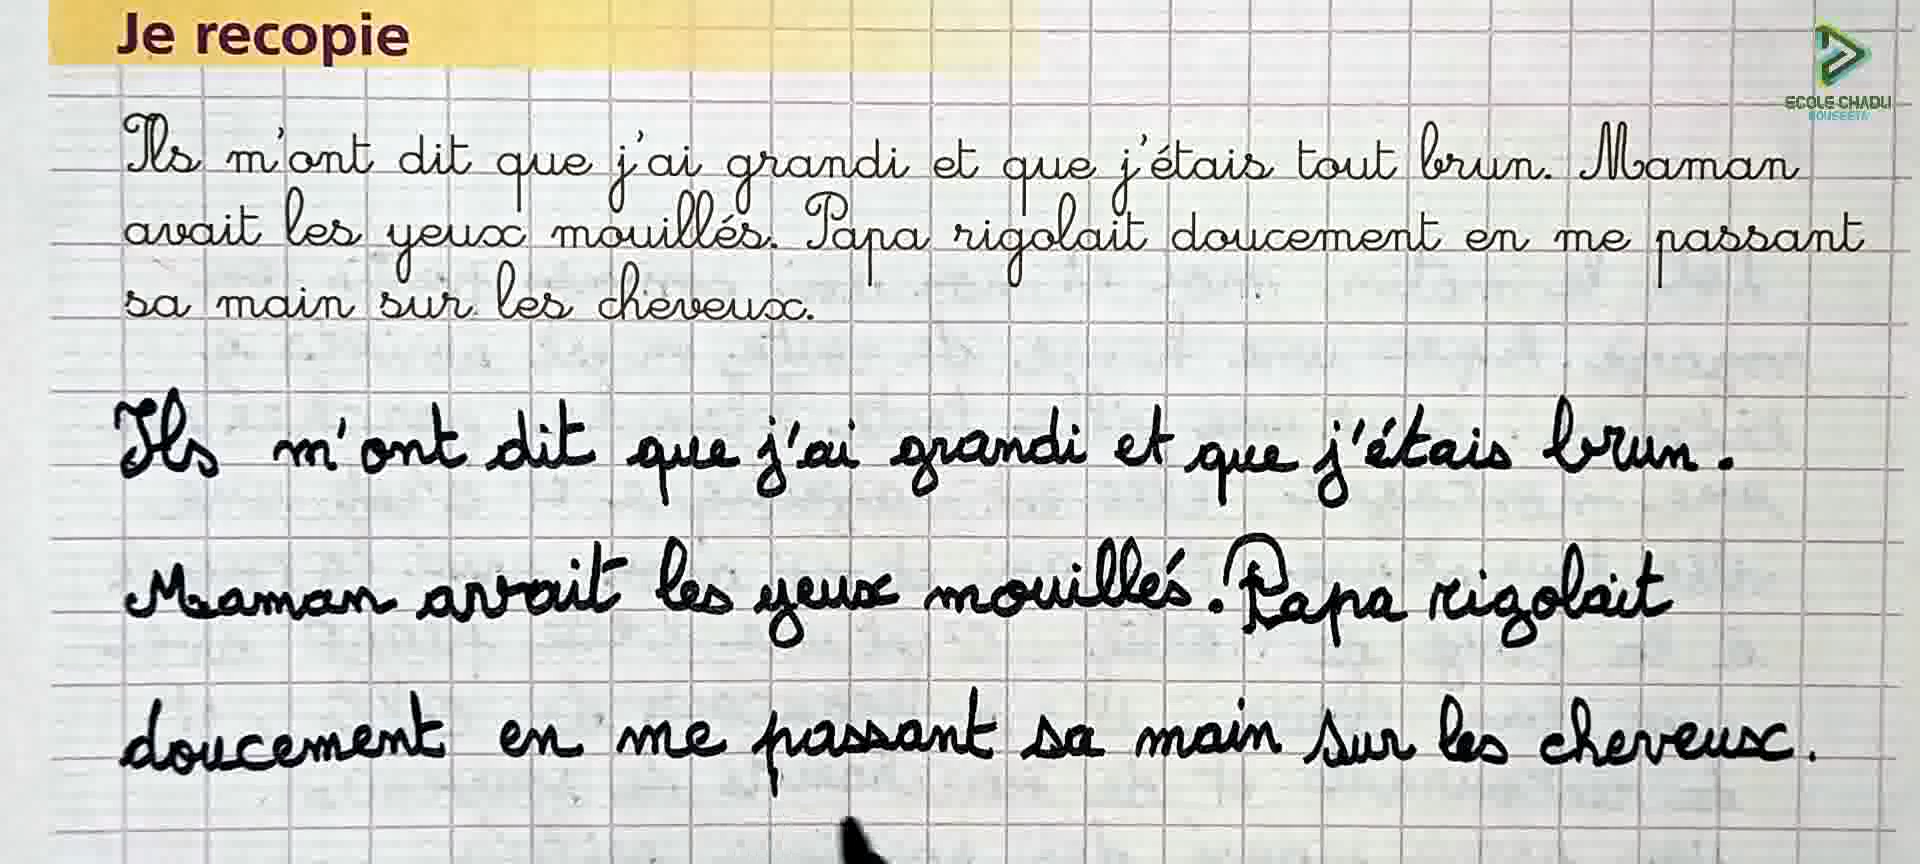 Je recopie
ECOLE CHADLI
BOUSEETA
Ils m'ont dit que j'ai grandi et que j'étais tout brun. Maman
avait les yeux mouillés. Papa rigolait doucement en me passant
sa main sur les cheveux.
Ils m'ont dit que j'ai grandi et que j'étais brun.
Maman avait les yeux mouillés. Papa rigolait
doucement en me passant sa main sur les cheveux.